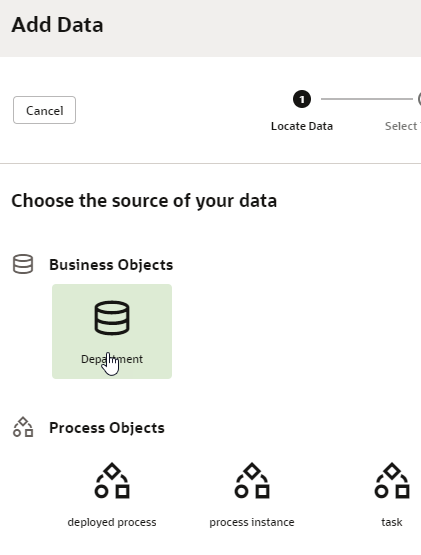 Add Data
Cancel
1
Locate Data
Select
Choose the source of your data
Business Objects
Department
Process Objects
deployed process
process instance
task